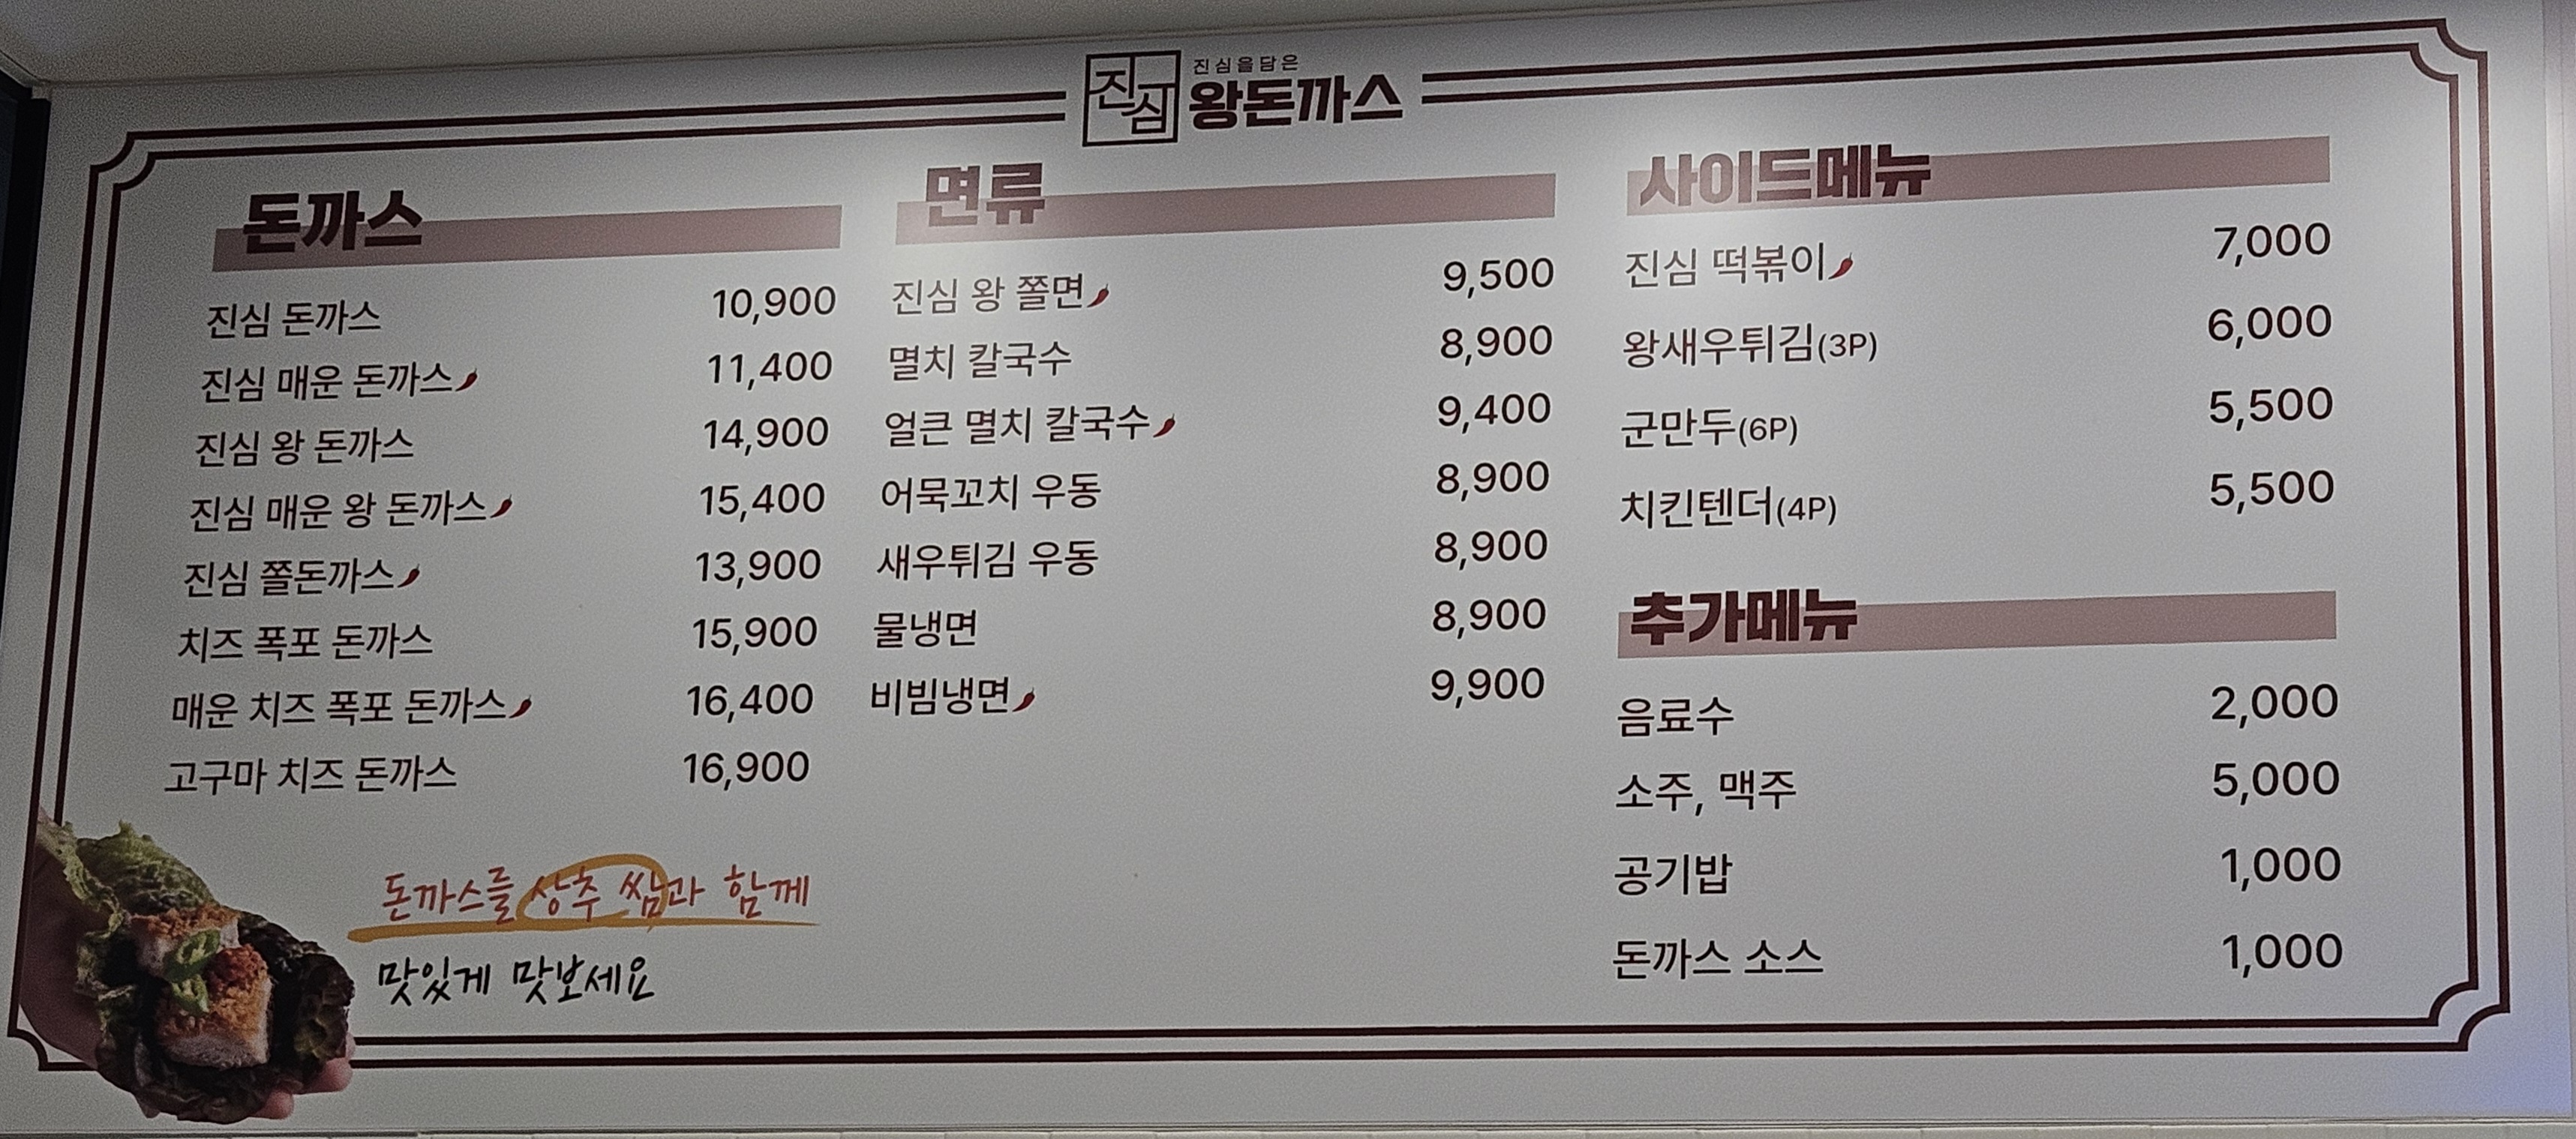 진심
진심을담은
왕돈까스
돈까스
진심 돈까스 10,900
진심 매운 돈까스 11,400
진심 왕 돈까스 14,900
진심 매운 왕 돈까스 15,400
진심 쫄돈까스 13,900
치즈 폭포 돈까스 15,900
매운 치즈 폭포 돈까스 16,400
고구마 치즈 돈까스 16,900
돈까스를 상추 쌈과 함께
맛있게 맛보세요
면류
진심 왕 쫄면 9,500
멸치 칼국수 8,900
얼큰 멸치 칼국수 9,400
어묵꼬치 우동 8,900
새우튀김 우동 8,900
물냉면 8,900
비빔냉면 9,900
사이드메뉴
진심 떡볶이 7,000
왕새우튀김(3P) 6,000
군만두(6P) 5,500
치킨텐더(4P) 5,500
추가메뉴
음료수 2,000
소주, 맥주 5,000
공기밥 1,000
돈까스 소스 1,000